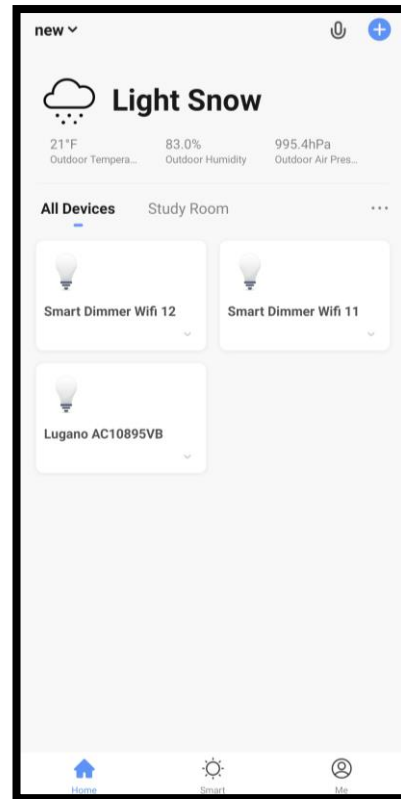 new
Light Snow
21°F 83.0% 995.4hPa
Outdoor Tempera... Outdoor Humidity Outdoor Air Pres...
All Devices Study Room ...
Smart Dimmer Wifi 12 Smart Dimmer Wifi 11
Lugano AC10895VB
Home Smart Me